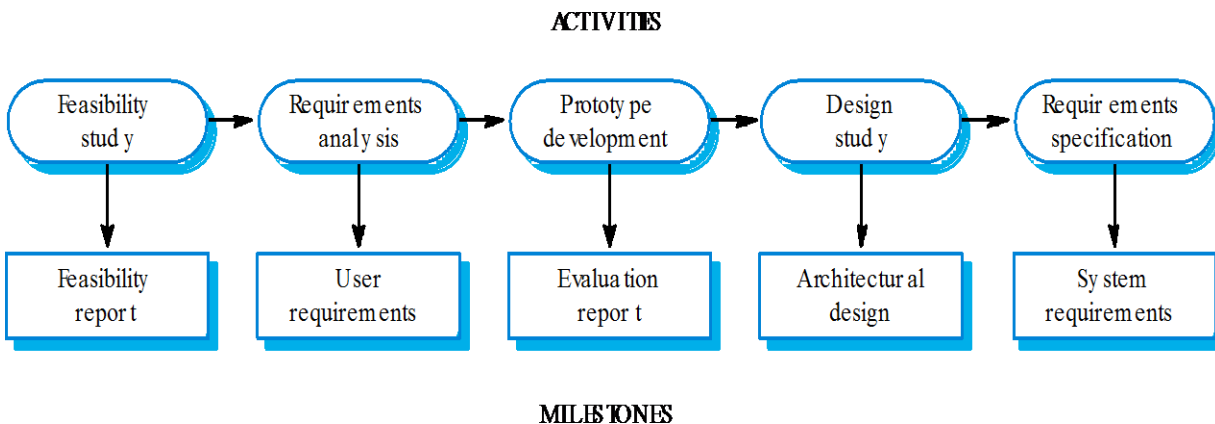 ACTIVITIES
Feasibility
study
Requirements
analysis
Prototype
development
Design
study
Requirements
specification
Feasibility
report
User
requirements
Evaluation
report
Architectural
design
System
requirements
MILESTONES